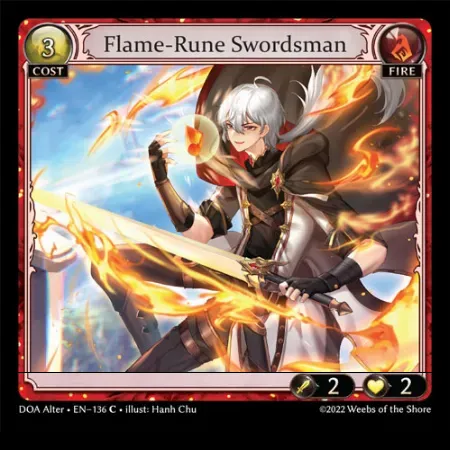 3
Flame-Rune Swordsman
COST
FIRE
2
2
DOA Alter • EN-136 C • illust: Hanh Chu
©2022 Weebs of the Shore